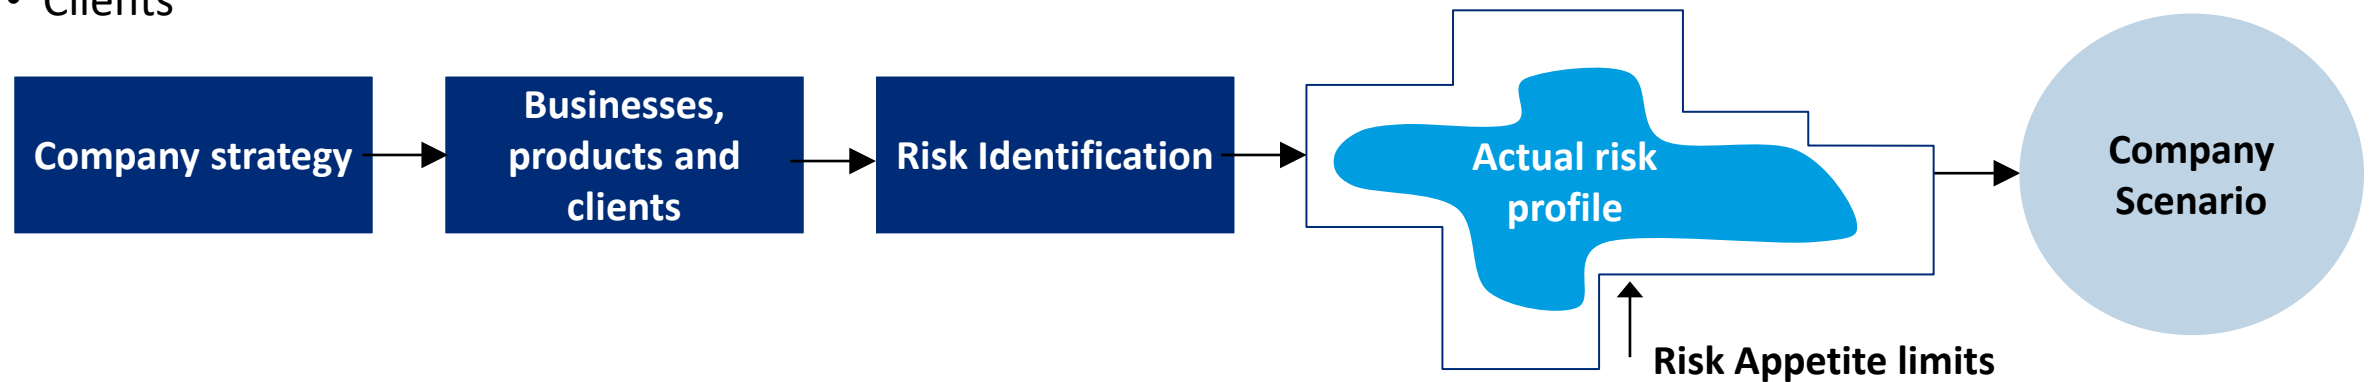 • Clients
Company strategy
Businesses,
products and
clients
Risk Identification
Actual risk
profile
Risk Appetite limits
Company
Scenario